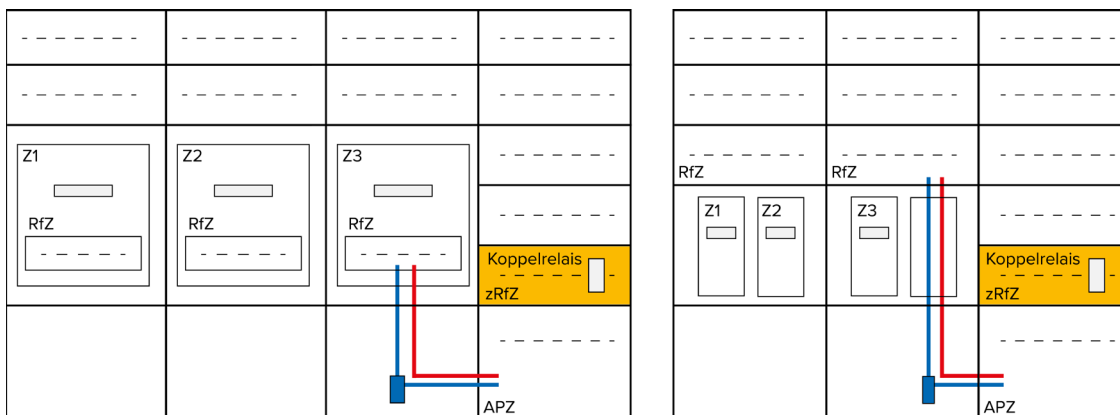 Z1
Z2
Z3
RfZ
RfZ
RfZ
Koppelrelais
zRfZ
APZ
RfZ
RfZ
Z1
Z2
Z3
Koppelrelais
zRfZ
APZ